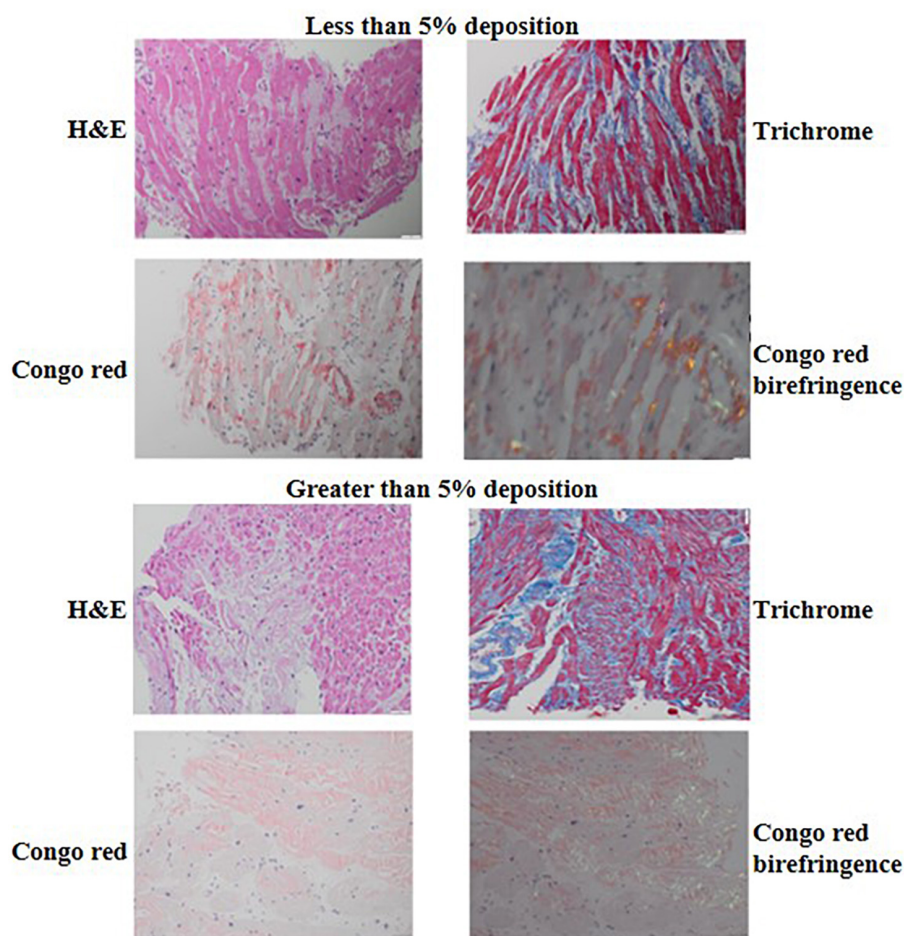 Less than 5% deposition
H&E
Trichrome
Congo red
Congo red
birefringence
Greater than 5% deposition
H&E
Trichrome
Congo red
Congo red
birefringence